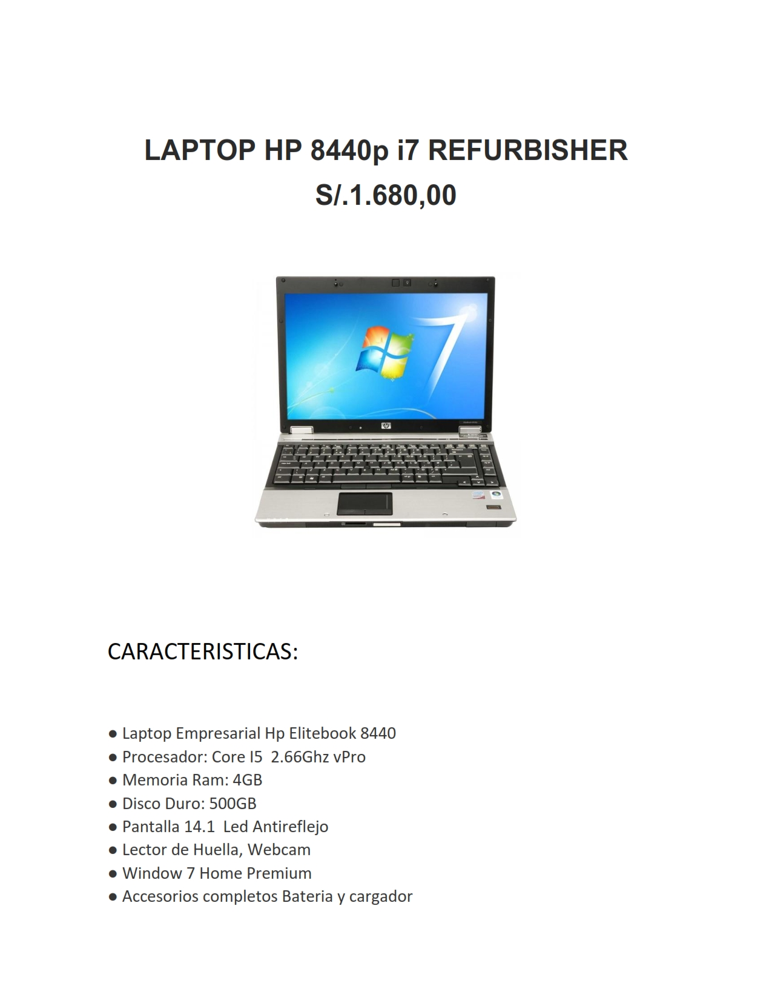 LAPTOP HP 8440p i7 REFURBISHER
S/.1.680,00
7
hp
CARACTERISTICAS:
● Laptop Empresarial Hp Elitebook 8440
● Procesador: Core I5  2.66Ghz vPro
● Memoria Ram: 4GB
● Disco Duro: 500GB
● Pantalla 14.1  Led Antireflejo
● Lector de Huella, Webcam
● Window 7 Home Premium
● Accesorios completos Bateria y cargador